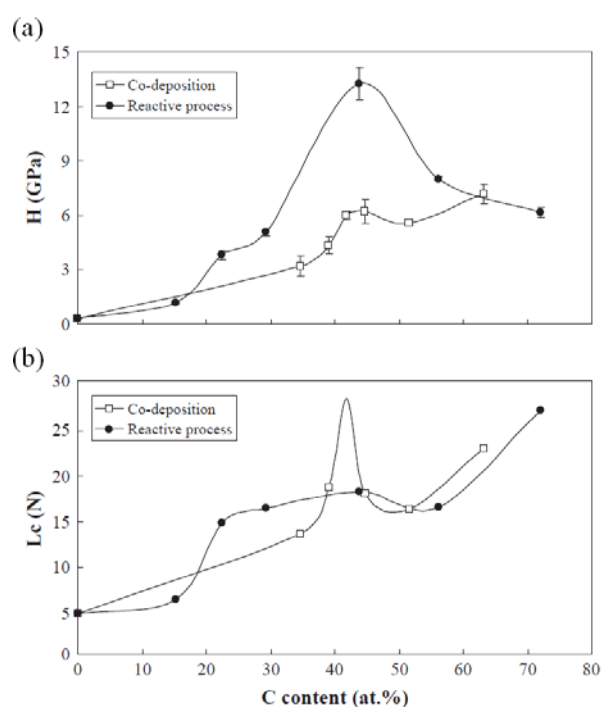 (a)
15
12
9
6
3
0
H (GPa)
Co-deposition
Reactive process
(b)
30
25
20
15
10
5
0
Lc (N)
Co-deposition
Reactive process
0 10 20 30 40 50 60 70 80
C content (at.%)